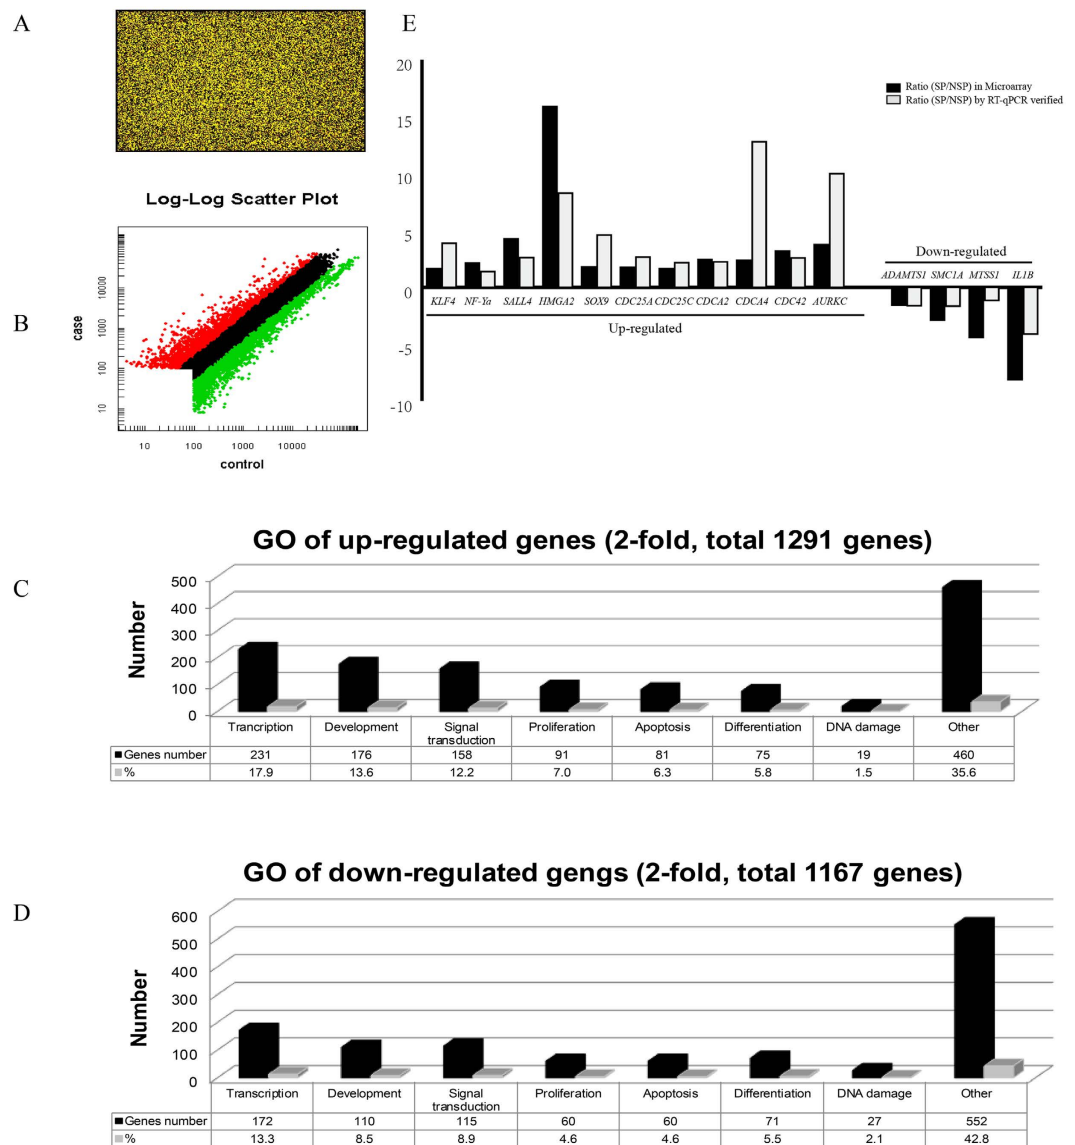 A
E
20
15
10
5
0
-5
-10
Ratio (SP/NSP) in Microarray
Ratio (SP/NSP) by RT-qPCR verified
Down-regulated
ADAMTS1 SMC1A MTSS1 IL1B
KLF4 NF-Ya SALL4 HMGA2 SOX9 CDC25A CDC25C CDCA2 CDCA4 CDC42 AURKC
Up-regulated
B
Log-Log Scatter Plot
case
10000
1000
100
10
10 100 1000 10000
control
C
GO of up-regulated genes (2-fold, total 1291 genes)
Number
500
400
300
200
100
0
Trancription Development Signal transduction Proliferation Apoptosis Differentiation DNA damage Other
Genes number 231 176 158 91 81 75 19 460
% 17.9 13.6 12.2 7.0 6.3 5.8 1.5 35.6
D
GO of down-regulated gengs (2-fold, total 1167 genes)
Number
600
500
400
300
200
100
0
Transcription Development Signal transduction Proliferation Apoptosis Differentiation DNA damage Other
Genes number 172 110 115 60 60 71 27 552
% 13.3 8.5 8.9 4.6 4.6 5.5 2.1 42.8